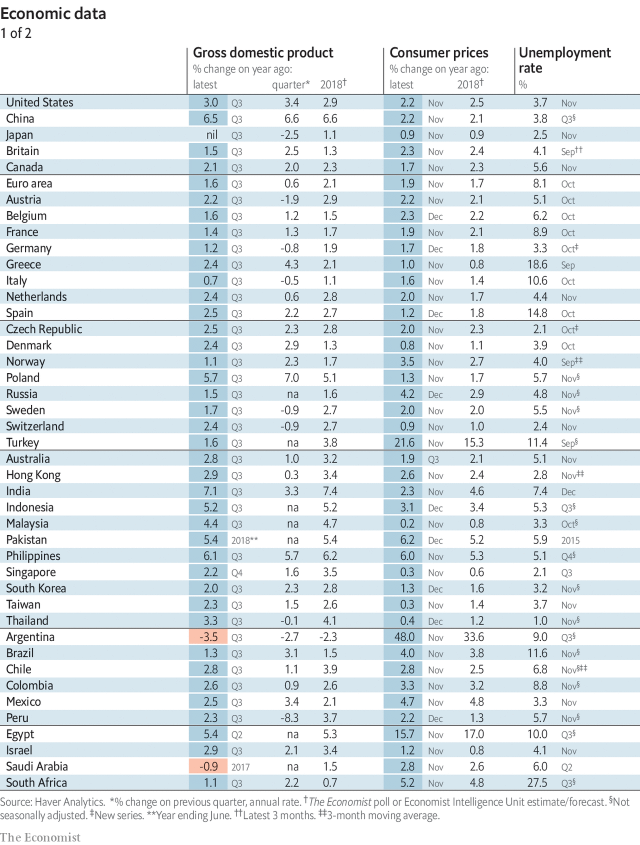 Economic data
1 of 2
Gross domestic product Consumer prices Unemployment
% change on year ago: % change on year ago: rate
latest quarter* 2018† latest 2018† %
United States 3.0 Q3 3.4 2.9 2.2 Nov 2.5 3.7 Nov
China 6.5 Q3 6.6 6.6 2.2 Nov 2.1 3.8 Q3§
Japan nil Q3 -2.5 1.1 0.9 Nov 0.9 2.5 Nov
Britain 1.5 Q3 2.5 1.3 2.3 Nov 2.4 4.1 Sep††
Canada 2.1 Q3 2.0 2.3 1.7 Nov 2.3 5.6 Nov
Euro area 1.6 Q3 0.6 2.1 1.9 Nov 1.7 8.1 Oct
Austria 2.2 Q3 -1.9 2.9 2.2 Nov 2.1 5.1 Oct
Belgium 1.6 Q3 1.2 1.5 2.3 Dec 2.2 6.2 Oct
France 1.4 Q3 1.3 1.7 1.9 Nov 2.1 8.9 Oct
Germany 1.2 Q3 -0.8 1.9 1.7 Dec 1.8 3.3 Oct‡
Greece 2.4 Q3 4.3 2.1 1.0 Nov 0.8 18.6 Sep
Italy 0.7 Q3 -0.5 1.1 1.6 Nov 1.4 10.6 Oct
Netherlands 2.4 Q3 0.6 2.8 2.0 Nov 1.7 4.4 Nov
Spain 2.5 Q3 2.2 2.7 1.2 Dec 1.8 14.8 Oct
Czech Republic 2.5 Q3 2.3 2.8 2.0 Nov 2.3 2.1 Oct‡
Denmark 2.4 Q3 2.9 1.3 0.8 Nov 1.1 3.9 Oct
Norway 1.1 Q3 2.3 1.7 3.5 Nov 2.7 4.0 Sep‡‡
Poland 5.7 Q3 7.0 5.1 1.3 Nov 1.7 5.7 Nov§
Russia 1.5 Q3 na 1.6 4.2 Dec 2.9 4.8 Nov§
Sweden 1.7 Q3 -0.9 2.7 2.0 Nov 2.0 5.5 Nov§
Switzerland 2.4 Q3 -0.9 2.7 0.9 Nov 1.0 2.4 Nov
Turkey 1.6 Q3 na 3.8 21.6 Nov 15.3 11.4 Sep§
Australia 2.8 Q3 1.0 3.2 1.9 Q3 2.1 5.1 Nov
Hong Kong 2.9 Q3 0.3 3.4 2.6 Nov 2.4 2.8 Nov‡‡
India 7.1 Q3 3.3 7.4 2.3 Nov 4.6 7.4 Dec
Indonesia 5.2 Q3 na 5.2 3.1 Dec 3.4 5.3 Q3§
Malaysia 4.4 Q3 na 4.7 0.2 Nov 0.8 3.3 Oct§
Pakistan 5.4 2018** na 5.4 6.2 Dec 5.2 5.9 2015
Philippines 6.1 Q3 5.7 6.2 6.0 Nov 5.3 5.1 Q4§
Singapore 2.2 Q4 1.6 3.5 0.3 Nov 0.6 2.1 Q3
South Korea 2.0 Q3 2.3 2.8 1.3 Dec 1.6 3.2 Nov§
Taiwan 2.3 Q3 1.5 2.6 0.3 Nov 1.4 3.7 Nov
Thailand 3.3 Q3 -0.1 4.1 0.4 Dec 1.2 1.0 Nov§
Argentina -3.5 Q3 -2.7 -2.3 48.0 Nov 33.6 9.0 Q3§
Brazil 1.3 Q3 3.1 1.5 4.0 Nov 3.8 11.6 Nov§
Chile 2.8 Q3 1.1 3.9 2.8 Nov 2.5 6.8 Nov§‡‡
Colombia 2.6 Q3 0.9 2.6 3.3 Nov 3.2 8.8 Nov§
Mexico 2.5 Q3 3.4 2.1 4.7 Nov 4.8 3.3 Nov
Peru 2.3 Q3 -8.3 3.7 2.2 Dec 1.3 5.7 Nov§
Egypt 5.4 Q2 na 5.3 15.7 Nov 17.0 10.0 Q3§
Israel 2.9 Q3 2.1 3.4 1.2 Nov 0.8 4.1 Nov
Saudi Arabia -0.9 2017 na 1.5 2.8 Nov 2.6 6.0 Q2
South Africa 1.1 Q3 2.2 0.7 5.2 Nov 4.8 27.5 Q3§
Source: Haver Analytics. *% change on previous quarter, annual rate. †The Economist poll or Economist Intelligence Unit estimate/forecast. §Not
seasonally adjusted. ‡New series. **Year ending June. ††Latest 3 months. ‡‡3-month moving average.
The Economist